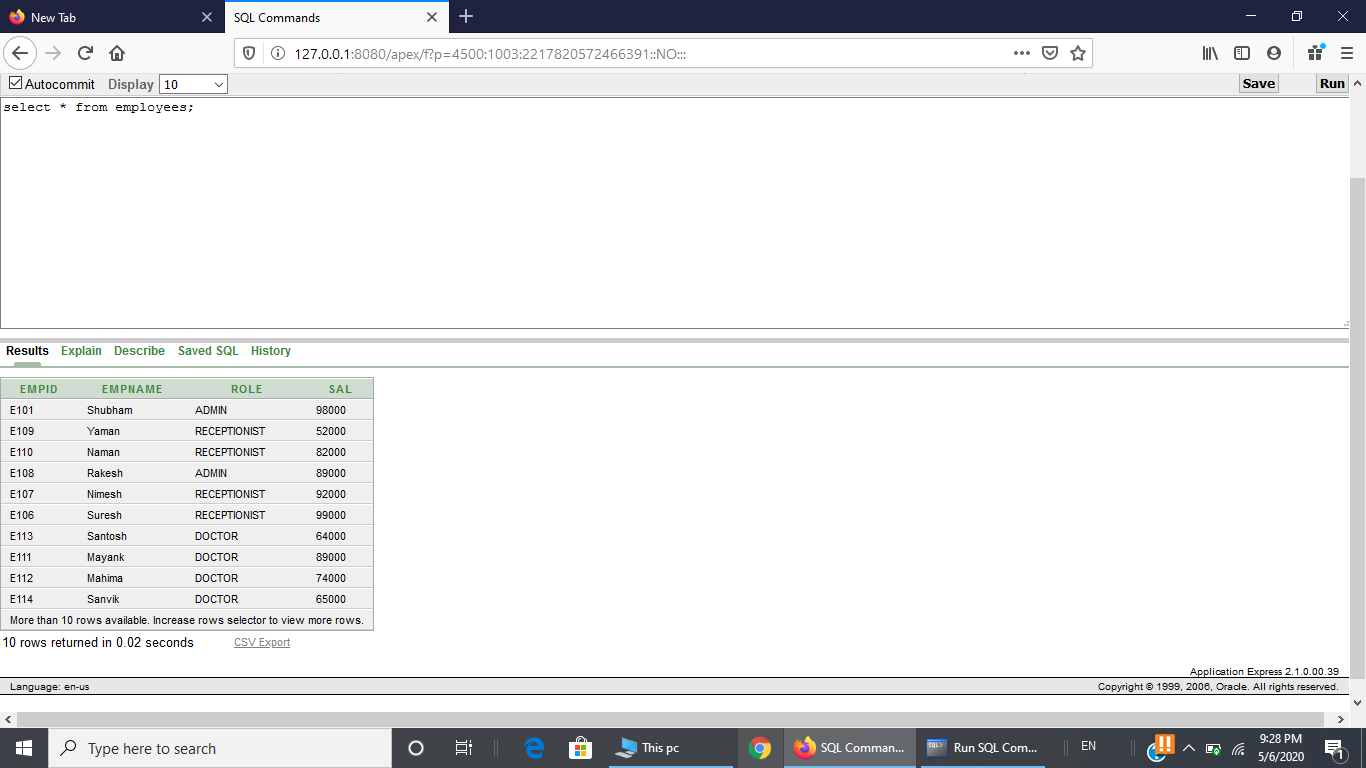 New Tab
SQL Commands
127.0.0.1:8080/apex/f?p=4500:1003:2217820572466391::NO:::
Autocommit Display 10 Save Run
select * from employees;
Results Explain Describe Saved SQL History
EMPID EMPNAME ROLE SAL
E101 Shubham ADMIN 98000
E109 Yaman RECEPTIONIST 52000
E110 Naman RECEPTIONIST 82000
E108 Rakesh ADMIN 89000
E107 Nimesh RECEPTIONIST 92000
E106 Suresh RECEPTIONIST 99000
E113 Santosh DOCTOR 64000
E111 Mayank DOCTOR 89000
E112 Mahima DOCTOR 74000
E114 Sanvik DOCTOR 65000
More than 10 rows available. Increase rows selector to view more rows.
10 rows returned in 0.02 seconds CSV Export
Application Express 2.1.0.00.39
Language: en-us Copyright © 1999, 2006, Oracle. All rights reserved.
Type here to search This pc SQL Comman... SQL> Run SQL Com... EN 9:28 PM
5/6/2020 1